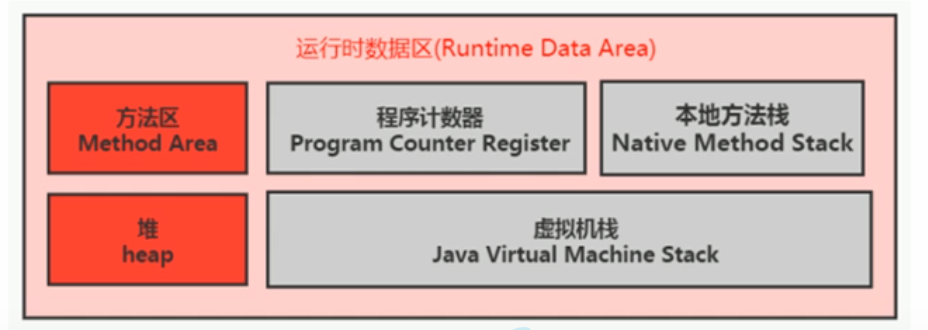 运行时数据区(Runtime Data Area)
方法区
Method Area
程序计数器
Program Counter Register
本地方法栈
Native Method Stack
堆
heap
虚拟机栈
Java Virtual Machine Stack